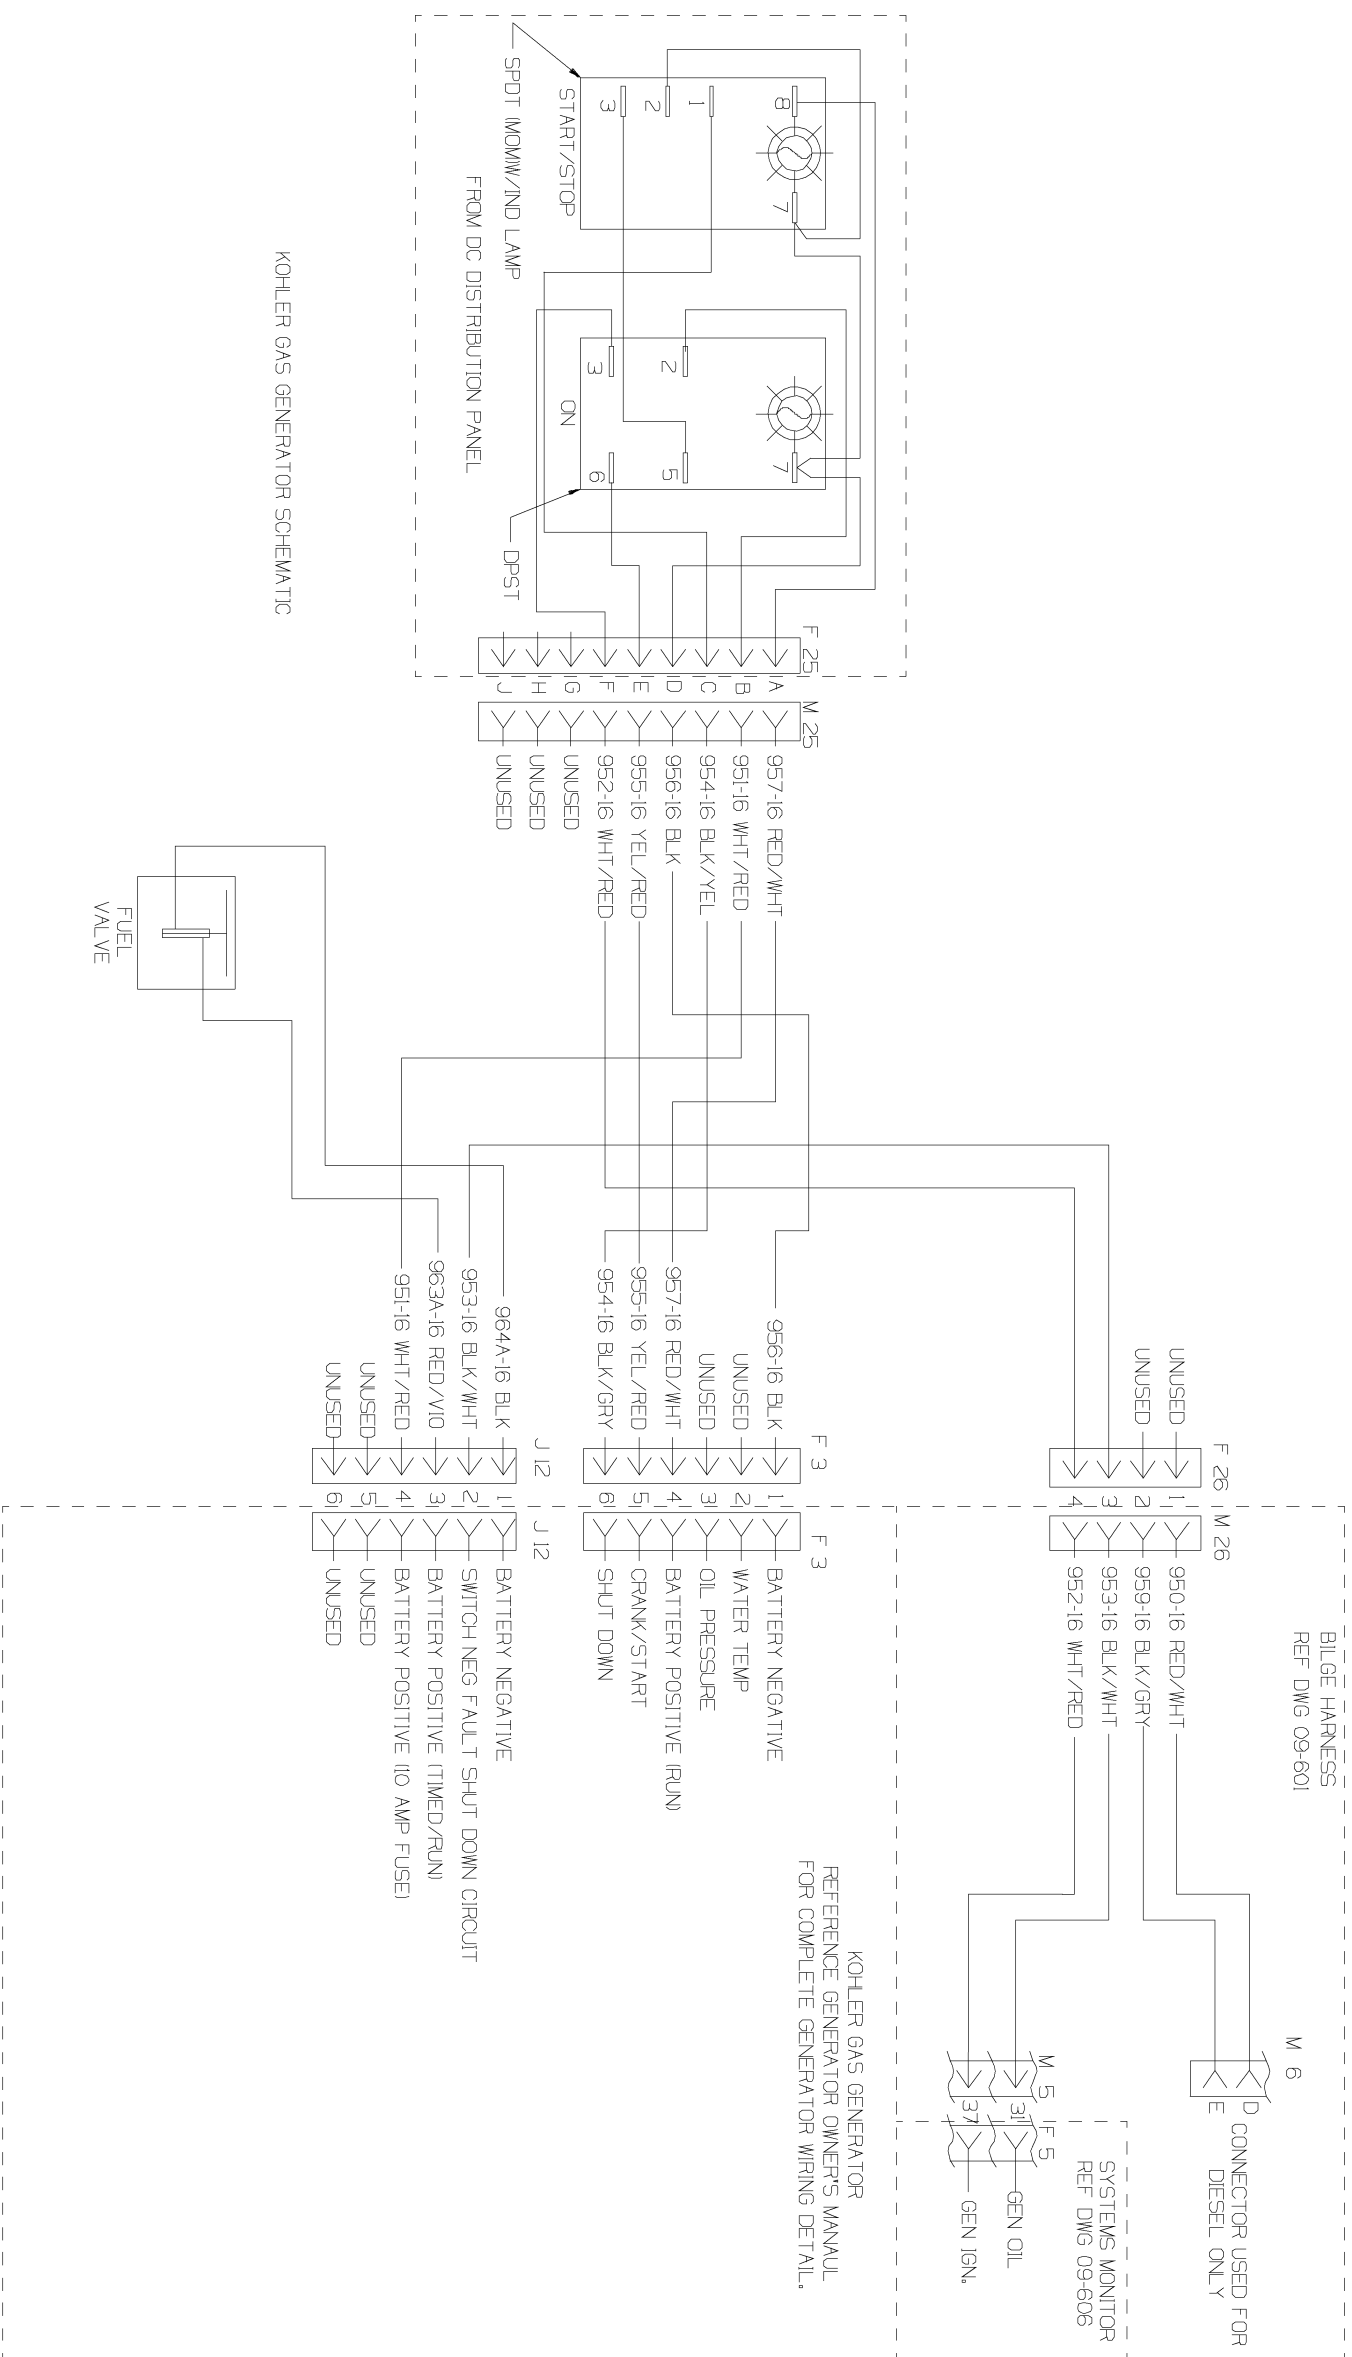 8
7
1
2
3
START/STOP
SPDT (MOM)W/IND LAMP
FROM DC DISTRIBUTION PANEL
7
2
3
5
6
ON
DPST
KOHLER GAS GENERATOR SCHEMATIC
F 25
M 25
A
B
C
D
E
F
G
H
J
957-16 RED/WHT
951-16 WHT/RED
954-16 BLK/YEL
956-16 BLK
955-16 YEL/RED
952-16 WHT/RED
UNUSED
UNUSED
UNUSED
FUEL
VALVE
UNUSED
UNUSED
F 26
M 26
1
2
3
4
950-16 RED/WHT
959-16 BLK/GRY
953-16 BLK/WHT
952-16 WHT/RED
BILGE HARNESS
REF DWG 09-601
M 6
D
E
CONNECTOR USED FOR
DIESEL ONLY
M 5
F 5
31
37
GEN OIL
GEN IGN.
SYSTEMS MONITOR
REF DWG 09-606
956-16 BLK
UNUSED
UNUSED
957-16 RED/WHT
955-16 YEL/RED
954-16 BLK/GRY
F 3
F 3
1
2
3
4
5
6
BATTERY NEGATIVE
WATER TEMP
OIL PRESSURE
BATTERY POSITIVE (RUN)
CRANK/START
SHUT DOWN
964A-16 BLK
953-16 BLK/WHT
963A-16 RED/VIO
951-16 WHT/RED
UNUSED
UNUSED
J 12
J 12
1
2
3
4
5
6
BATTERY NEGATIVE
SWITCH NEG FAULT SHUT DOWN CIRCUIT
BATTERY POSITIVE (TIMED/RUN)
BATTERY POSITIVE (10 AMP FUSE)
UNUSED
UNUSED
KOHLER GAS GENERATOR
REFERENCE GENERATOR OWNER'S MANAUL
FOR COMPLETE GENERATOR WIRING DETAIL.